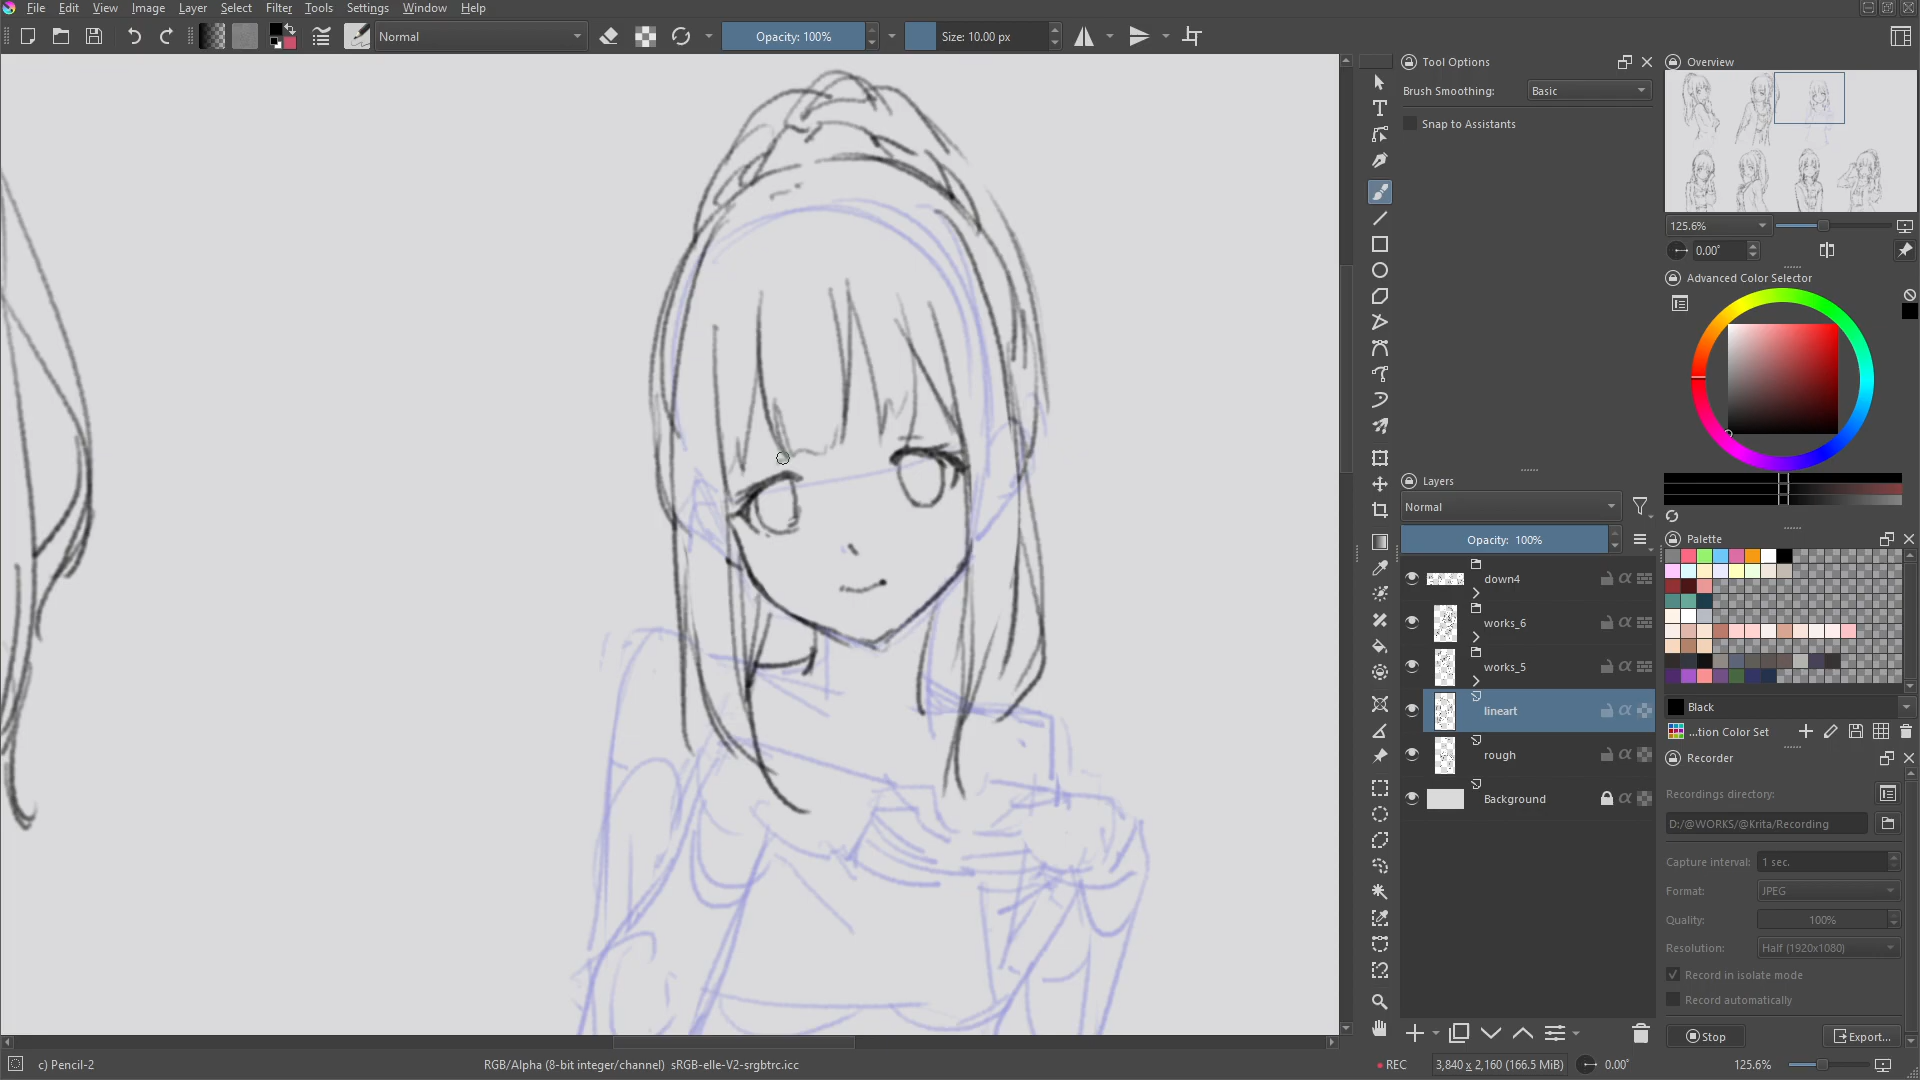 File Edit View Image Layer Select Filter Tools Settings Window Help
Normal
Opacity: 100%
Size: 10.00 px
Tool Options
Brush Smoothing:
Basic
Snap to Assistants
Overview
125.6%
0.00°
Advanced Color Selector
Layers
Normal
Opacity: 100%
down4
works_6
works_5
lineart
rough
Background
Palette
Black
...tion Color Set
Recorder
Recordings directory:
D:/@WORKS/@Krita/Recording
Capture interval: 1 sec.
Format: JPEG
Quality: 100%
Resolution: Half (1920x1080)
Record in isolate mode
Record automatically
Stop
Export...
c) Pencil-2
RGB/Alpha (8-bit integer/channel) sRGB-elle-V2-srgbtrc.icc
REC
3,840 x 2,160 (166.5 MiB)
0.00°
125.6%